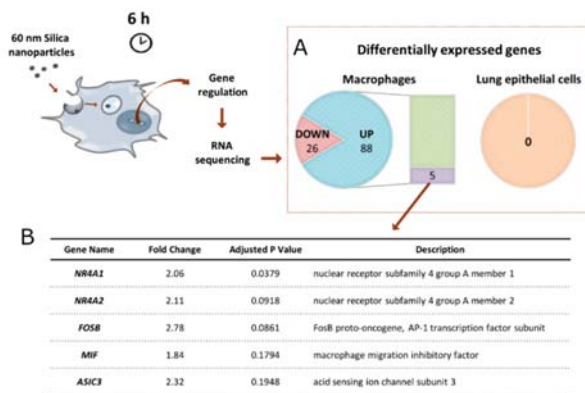 6 h
60 nm Silica
nanoparticles
Gene
regulation
RNA
sequencing
A
Differentially expressed genes
Macrophages
Lung epithelial cells
DOWN
26
UP
88
5
0
B
Gene Name Fold Change Adjusted P Value Description
NR4A1 2.06 0.0379 nuclear receptor subfamily 4 group A member 1
NR4A2 2.11 0.0918 nuclear receptor subfamily 4 group A member 2
FOSB 2.78 0.0861 FosB proto-oncogene, AP-1 transcription factor subunit
MIF 1.84 0.1794 macrophage migration inhibitory factor
ASIC3 2.32 0.1948 acid sensing ion channel subunit 3